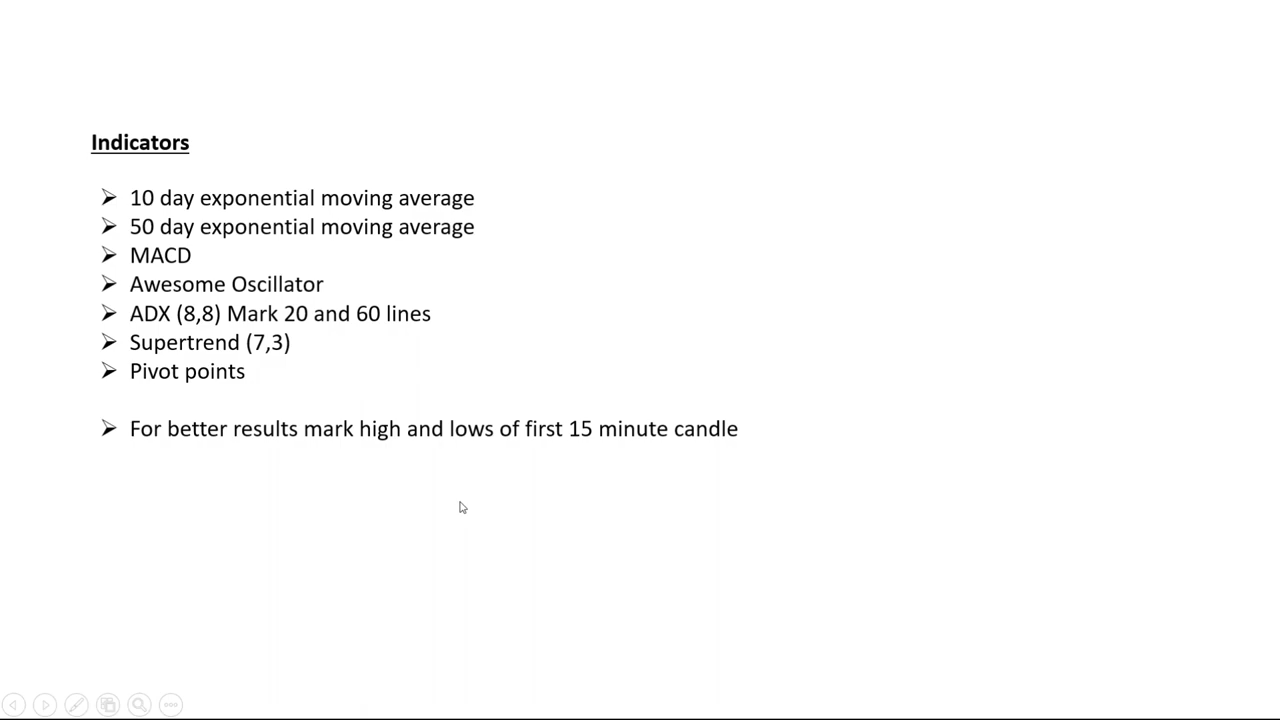 Indicators
➢ 10 day exponential moving average
➢ 50 day exponential moving average
➢ MACD
➢ Awesome Oscillator
➢ ADX (8,8) Mark 20 and 60 lines
➢ Supertrend (7,3)
➢ Pivot points
➢ For better results mark high and lows of first 15 minute candle